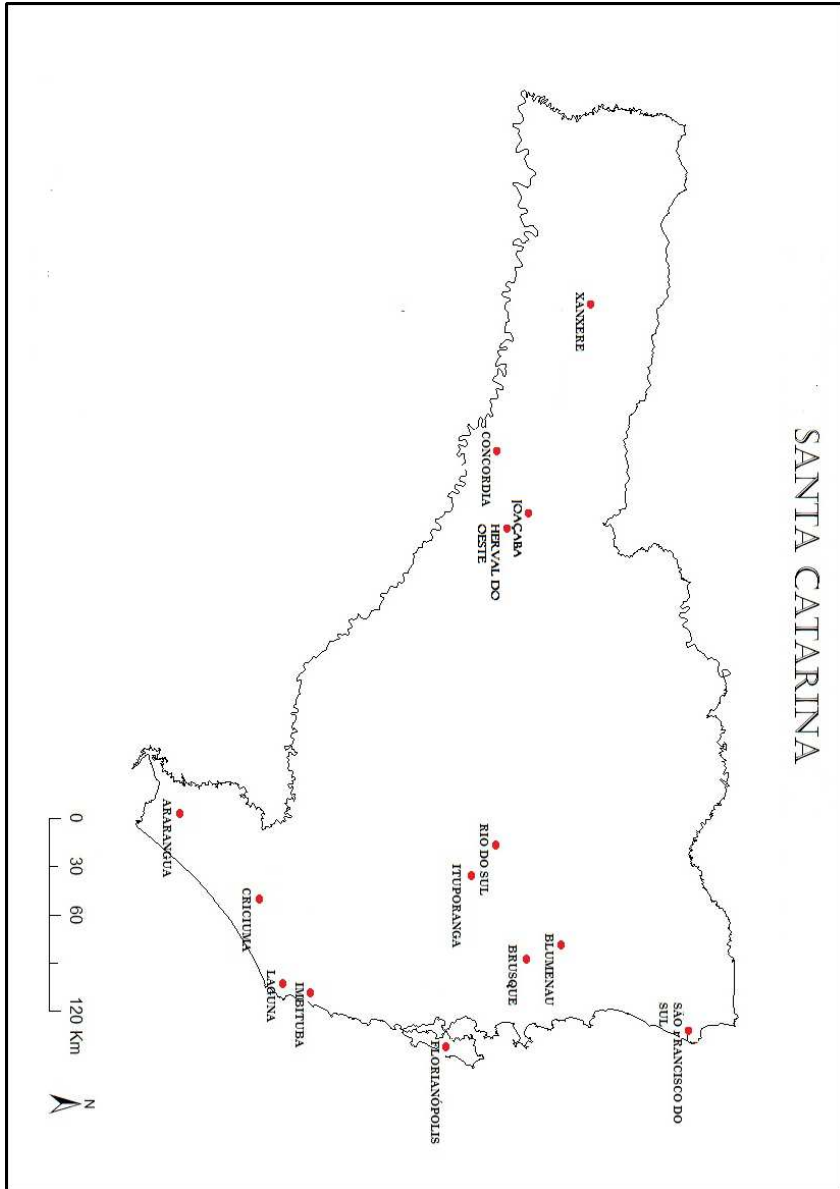 SANTA CATARINA
SÃO FRANCISCO DO
SUL
XANXERE
BLUMENAU
JOAÇABA
BRUSQUE
HERVAL DO
OESTE
CONCORDIA
RIO DO SUL
ITUPORANGA
FLORIANÓPOLIS
IMBITUBA
LAGUNA
CRICIUMA
ARARANGUA
0
30
60
120 Km
N